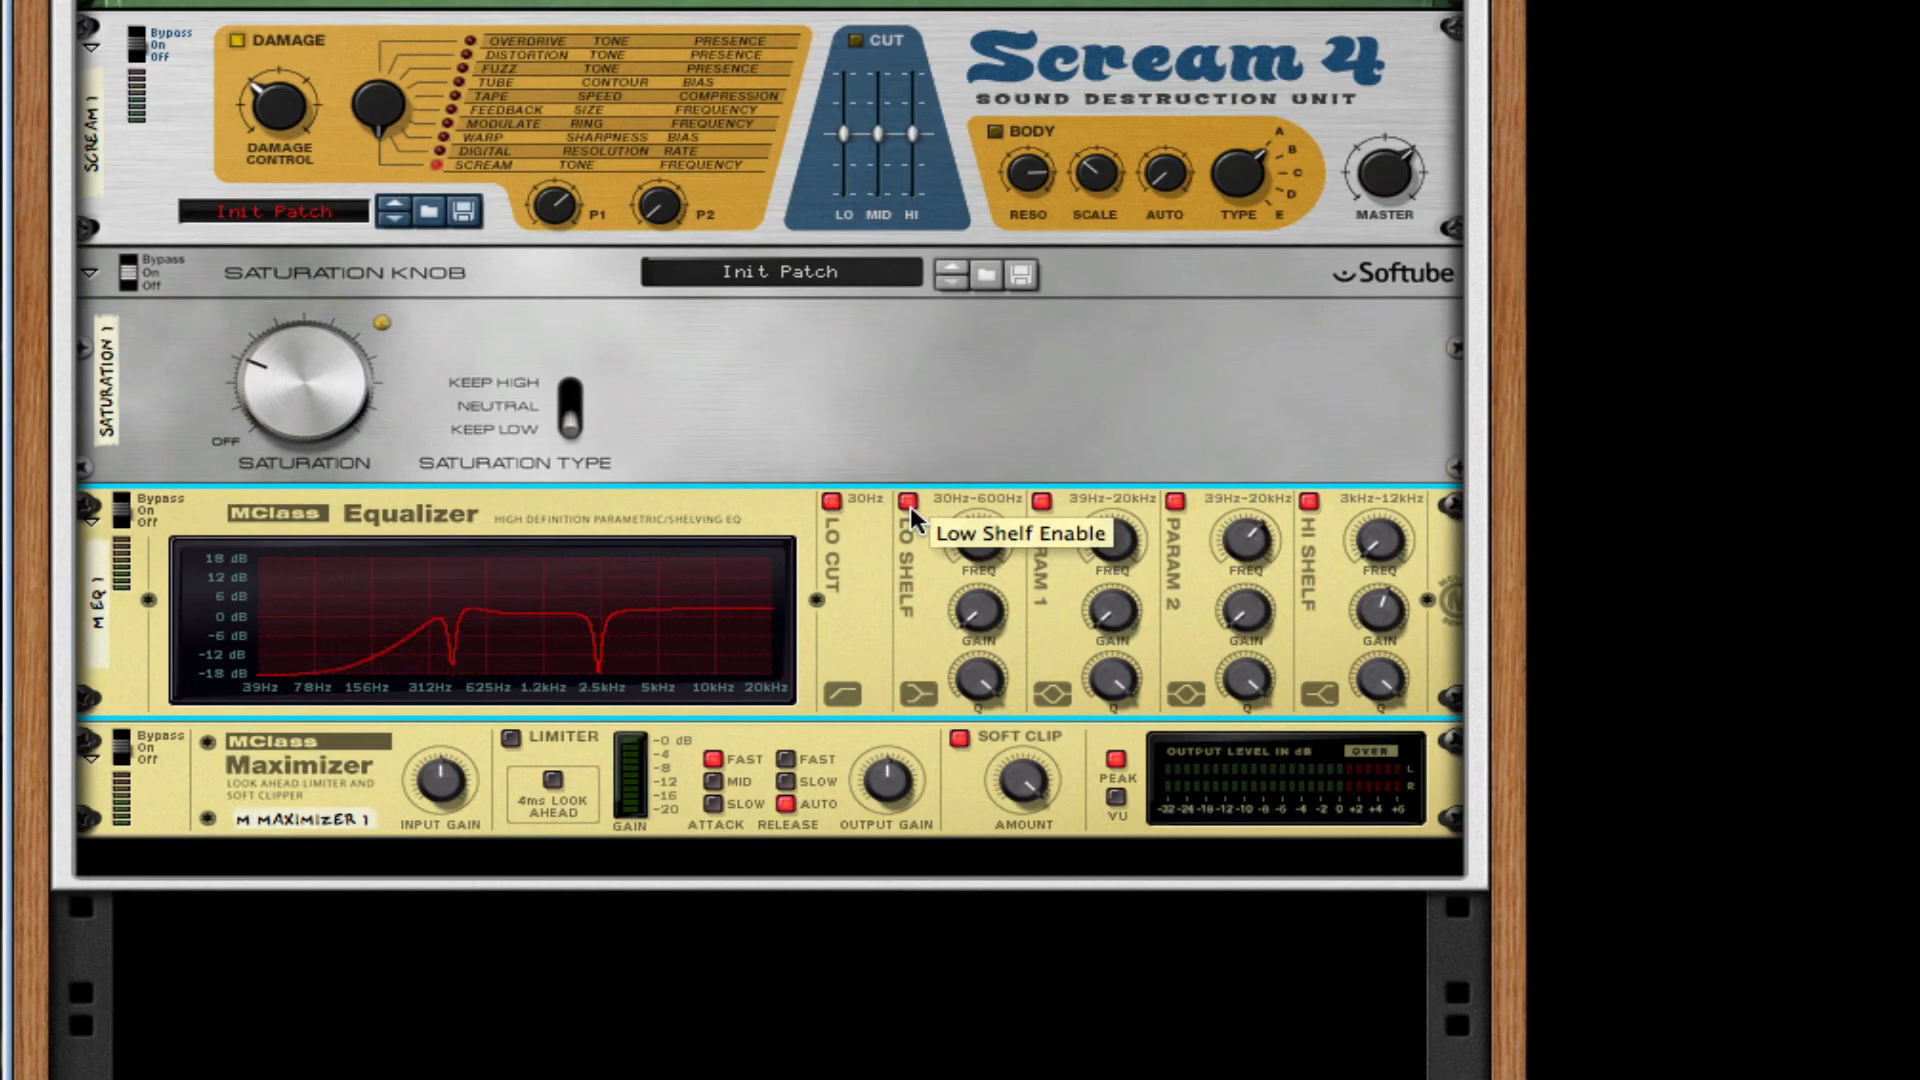 Bypass
On
Off
SCREAM 1
DAMAGE
DAMAGE
CONTROL
OVERDRIVE TONE PRESENCE
DISTORTION TONE PRESENCE
FUZZ TONE PRESENCE
TUBE CONTOUR BIAS
TAPE SPEED COMPRESSION
FEEDBACK SIZE FREQUENCY
MODULATE RING FREQUENCY
WARP SHARPNESS BIAS
DIGITAL RESOLUTION RATE
SCREAM TONE FREQUENCY
Init Patch
P1 P2
CUT
LO MID HI
Scream 4
SOUND DESTRUCTION UNIT
BODY
A
B
C
D
E
RESO SCALE AUTO TYPE
MASTER
Bypass
On
Off
SATURATION KNOB
Init Patch
Softube
SATURATION 1
OFF
SATURATION
KEEP HIGH
NEUTRAL
KEEP LOW
SATURATION TYPE
Bypass
On
Off
M EQ 1
MClass Equalizer HIGH DEFINITION PARAMETRIC/SHELVING EQ
18 dB
12 dB
6 dB
0 dB
-6 dB
-12 dB
-18 dB
39Hz 78Hz 156Hz 312Hz 625Hz 1.2kHz 2.5kHz 5kHz 10kHz 20kHz
30Hz 30Hz-600Hz 39Hz-20kHz 39Hz-20kHz 3kHz-12kHz
LO CUT
LO SHELF
Low Shelf Enable
RAM 1
PARAM 2
HI SHELF
FREQ FREQ FREQ FREQ
GAIN GAIN GAIN GAIN
Q Q Q Q
Bypass
On
Off
MClass
Maximizer
LOOK AHEAD LIMITER AND
SOFT CLIPPER
M MAXIMIZER 1
INPUT GAIN
LIMITER
4ms LOOK
AHEAD
-0 dB
-4
-8
-12
-16
-20
GAIN
FAST
MID
SLOW
ATTACK
FAST
SLOW
AUTO
RELEASE
OUTPUT GAIN
SOFT CLIP
AMOUNT
PEAK
VU
OUTPUT LEVEL IN dB OVER
L
R
-32 -24 -18 -12 -10 -8 -6 -4 -2 0 +2 +4 +6